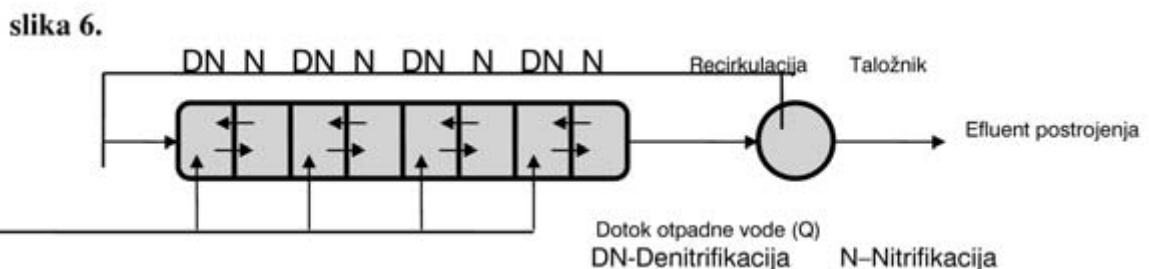 slika 6.
DN N DN N DN N DN N
Recirkulacija Taložnik
Efluent postrojenja
Dotok otpadne vode (Q)
DN-Denitrifikacija N–Nitrifikacija